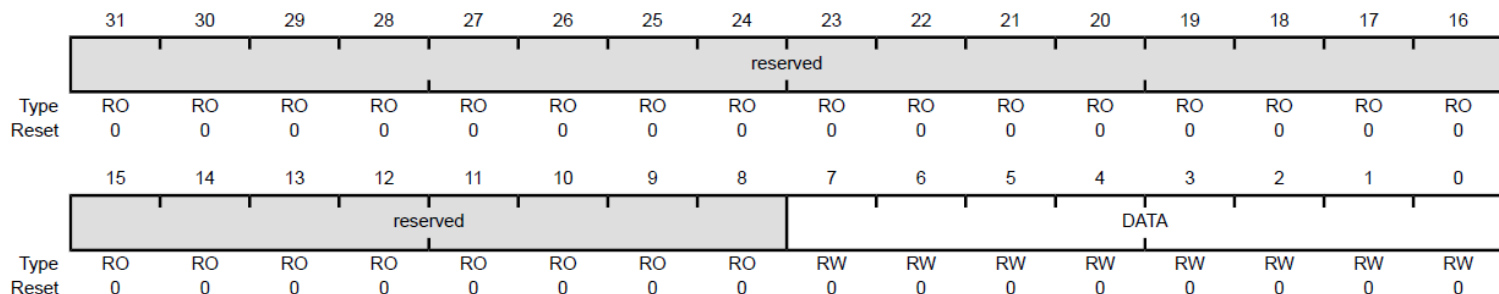 31 30 29 28 27 26 25 24 23 22 21 20 19 18 17 16
reserved
Type RO RO RO RO RO RO RO RO RO RO RO RO RO RO RO RO
Reset 0 0 0 0 0 0 0 0 0 0 0 0 0 0 0 0
15 14 13 12 11 10 9 8 7 6 5 4 3 2 1 0
reserved DATA
Type RO RO RO RO RO RO RO RO RW RW RW RW RW RW RW RW
Reset 0 0 0 0 0 0 0 0 0 0 0 0 0 0 0 0